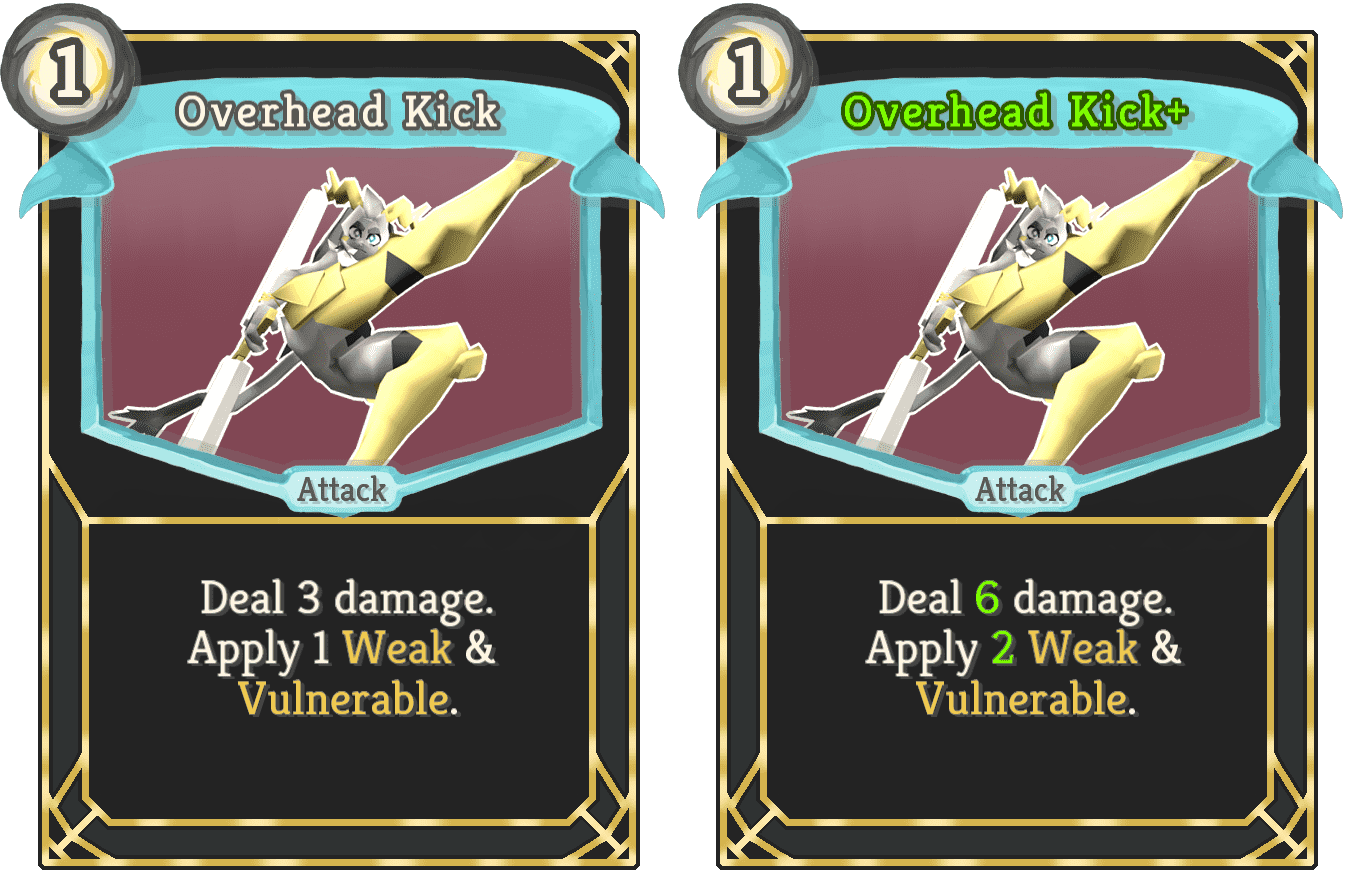 1
Overhead Kick
Attack
Deal 3 damage.
Apply 1 Weak &
Vulnerable.
1
Overhead Kick+
Attack
Deal 6 damage.
Apply 2 Weak &
Vulnerable.